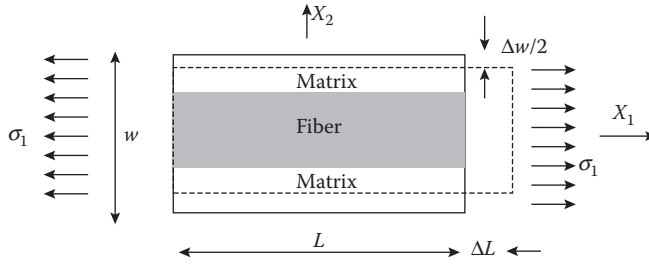 X₂
Δw/2
Matrix
σ₁
w
Fiber
X₁
Matrix
σ₁
L
ΔL